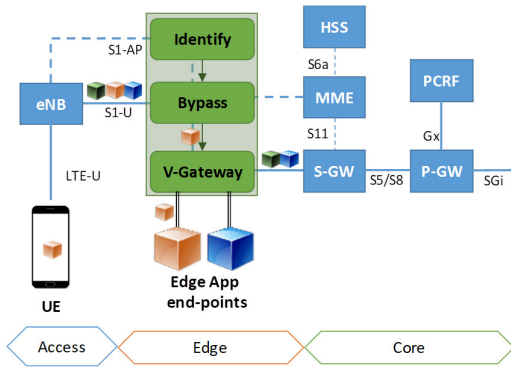 Identify
HSS
S1-AP
S6a
PCRF
eNB
Bypass
MME
S1-U
S11
Gx
LTE-U
V-Gateway
S-GW
S5/S8
P-GW
SGi
Edge App
end-points
UE
Access
Edge
Core